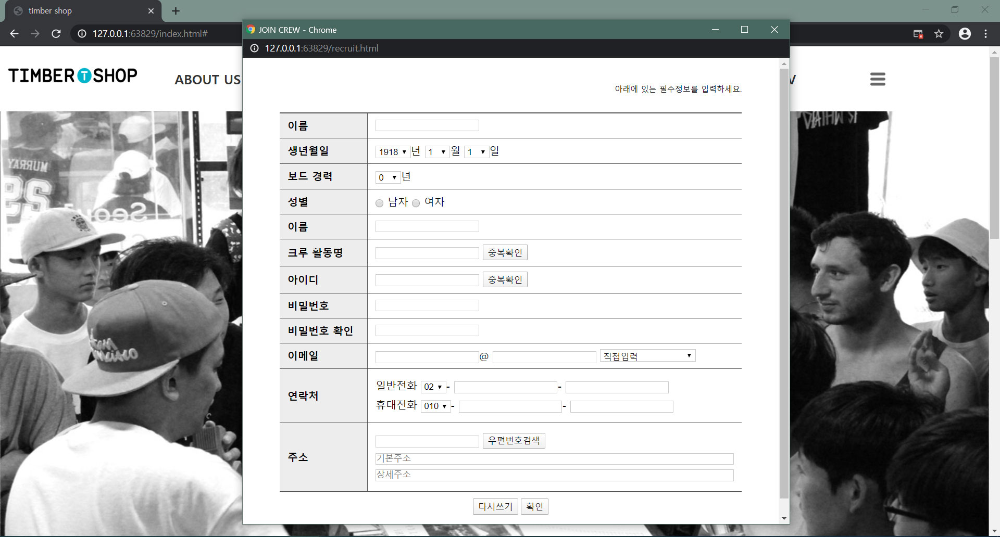 timber shop
JOIN CREW - Chrome
127.0.0.1:63829/index.html#
127.0.0.1:63829/recruit.html
TIMBER T SHOP
ABOUT US
아래에 있는 필수정보를 입력하세요.
이름
생년월일 1918 년 1 월 1 일
보드 경력 0 년
성별 남자 여자
이름
크루 활동명 중복확인
아이디 중복확인
비밀번호
비밀번호 확인
이메일 @ 직접입력
연락처
일반전화 02 - -
휴대전화 010 - -
주소
우편번호검색
기본주소
상세주소
다시쓰기 확인
MURRAY
25
Seoul